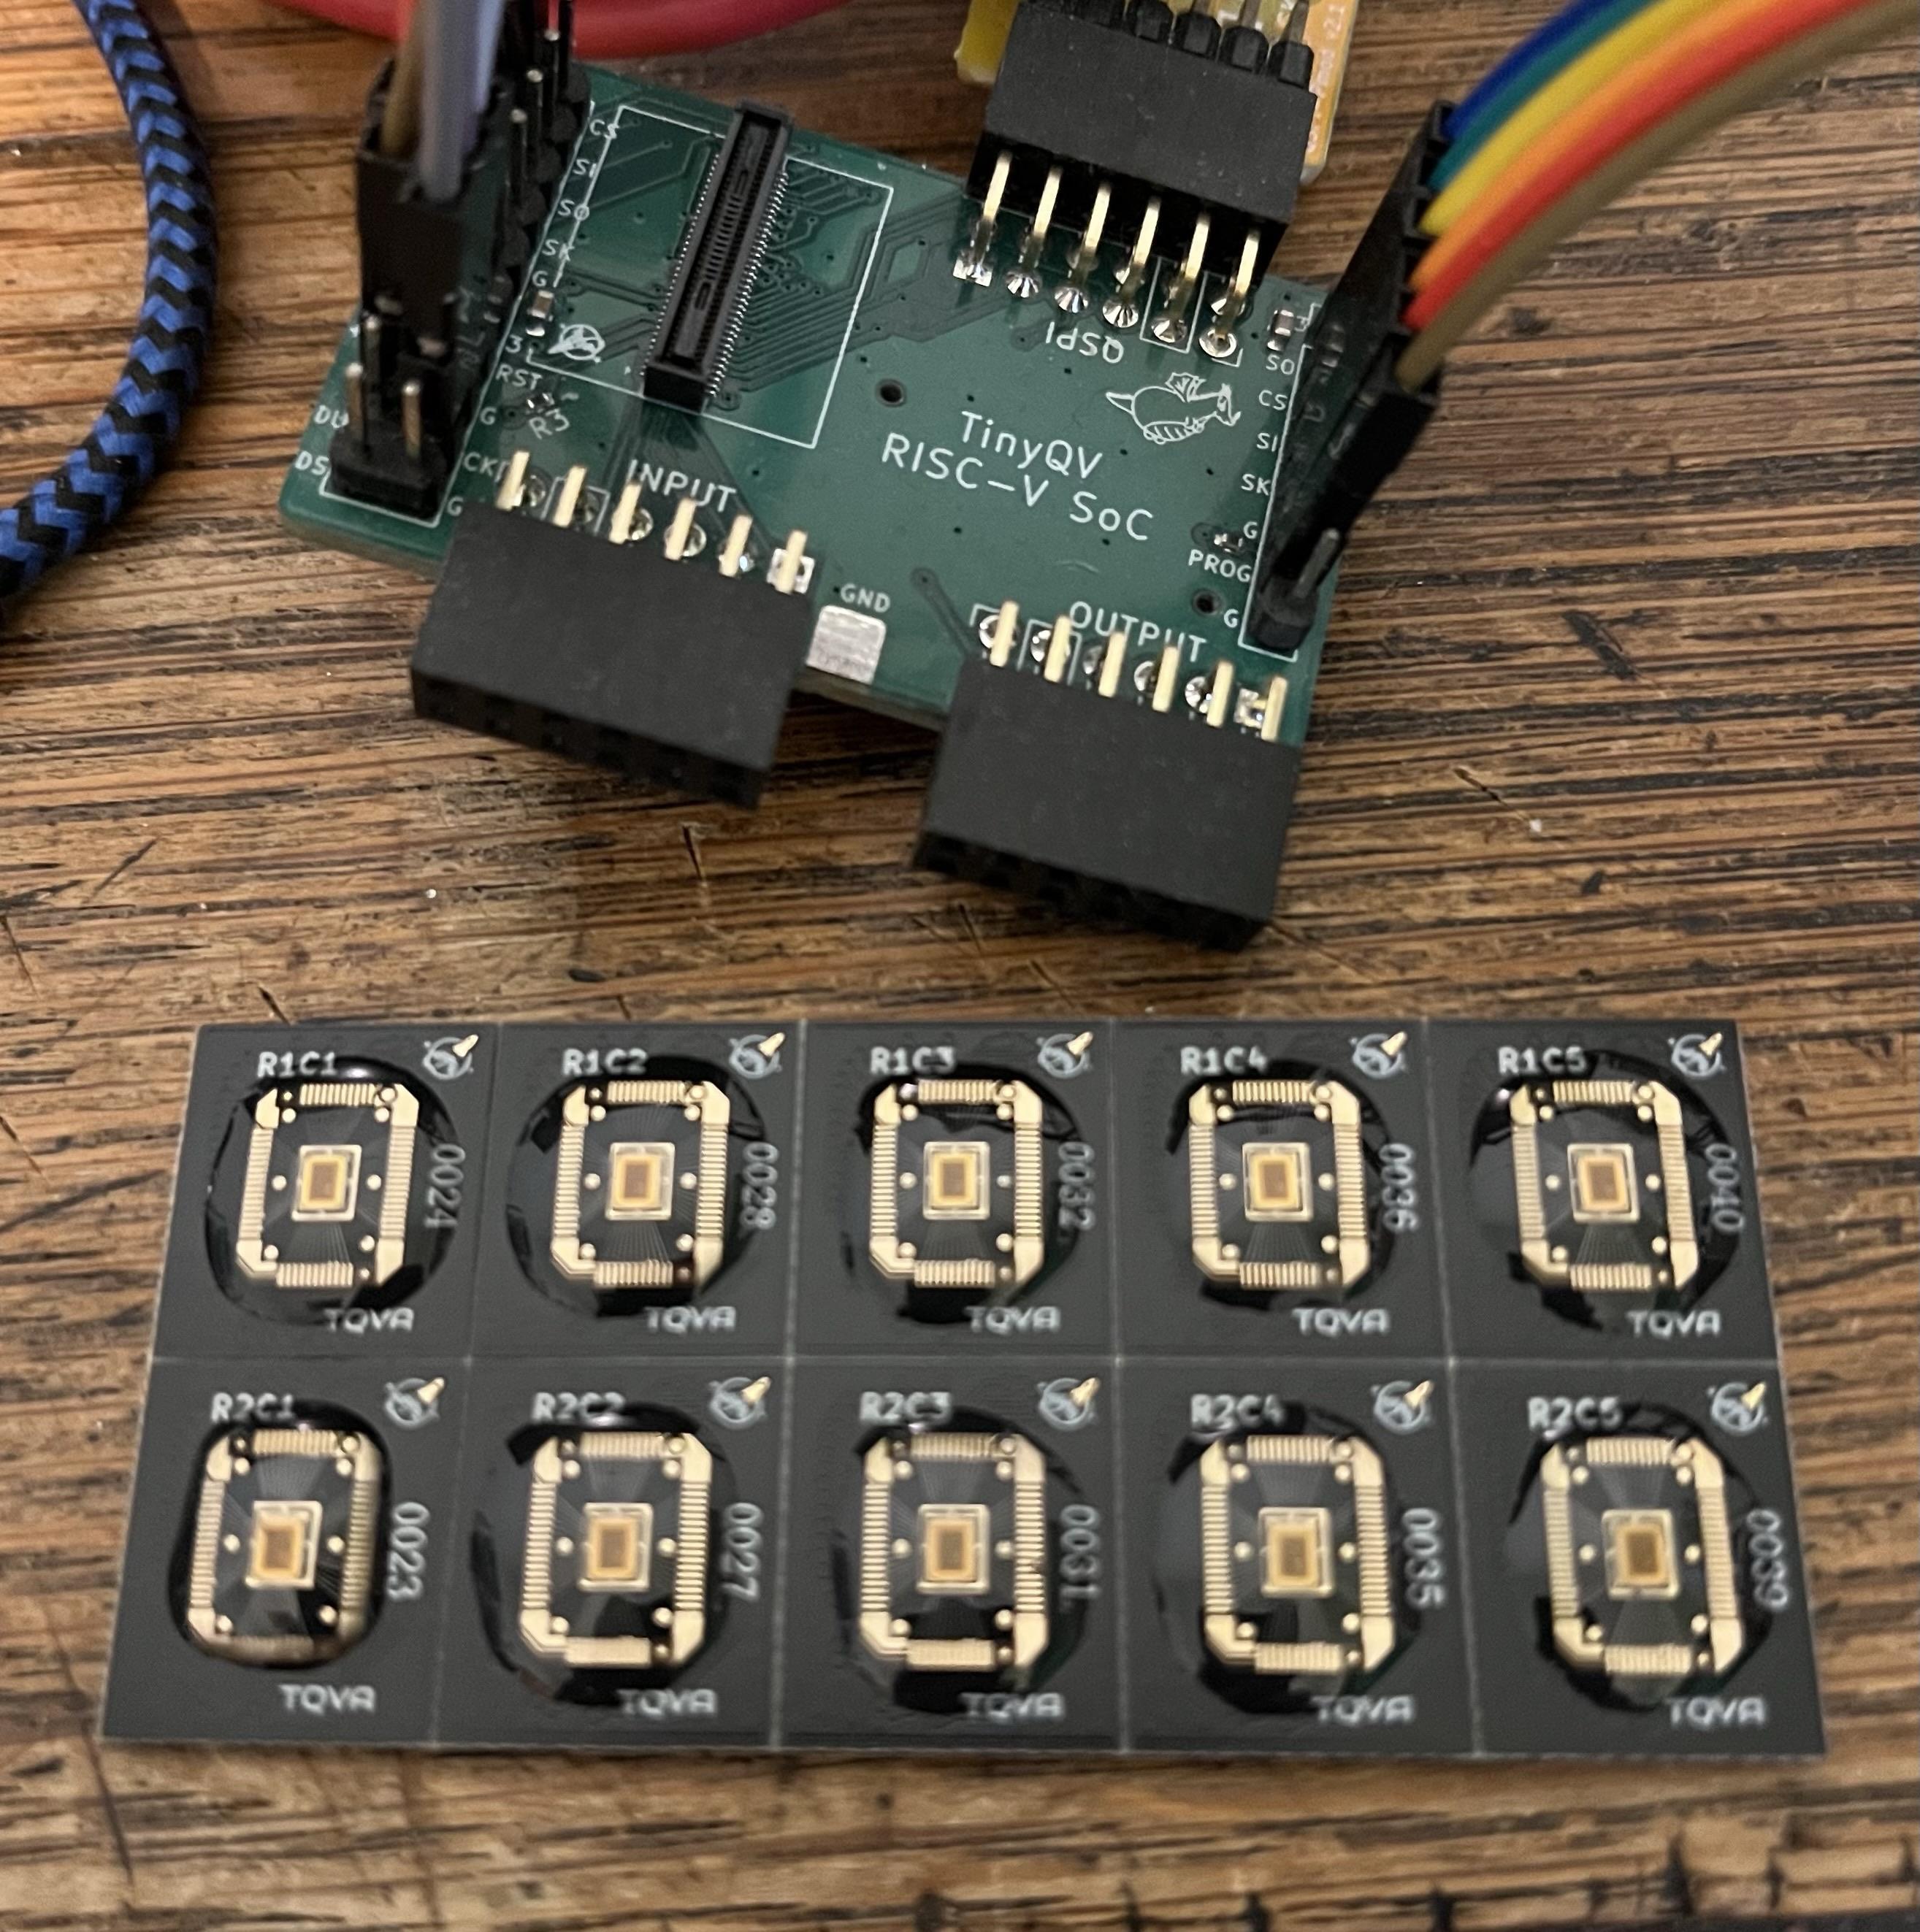 CS
SI
SO
SK
G
3
RST
G
R3
CK
G
DS
INPUT
QSPI
TinyQV
RISC-V SoC
SO
CS
SI
SK
G
PROG
G
GND
OUTPUT
R1C1
0024
TQVA
R1C2
0028
TQVA
R1C3
0032
TQVA
R1C4
0036
TQVA
R1C5
0040
TQVA
R2C1
0023
TQVA
R2C2
0027
TQVA
R2C3
0031
TQVA
R2C4
0035
TQVA
R2C5
0039
TQVA